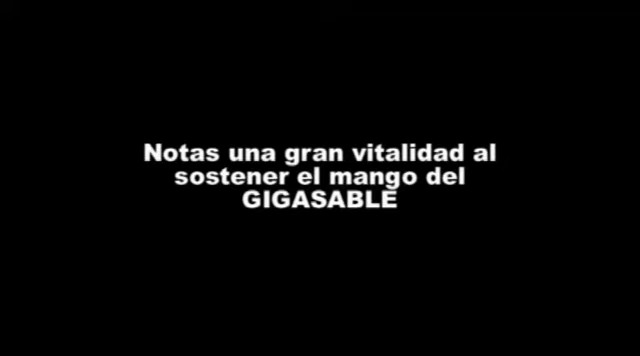 Notas una gran vitalidad al
sostener el mango del
GIGASABLE